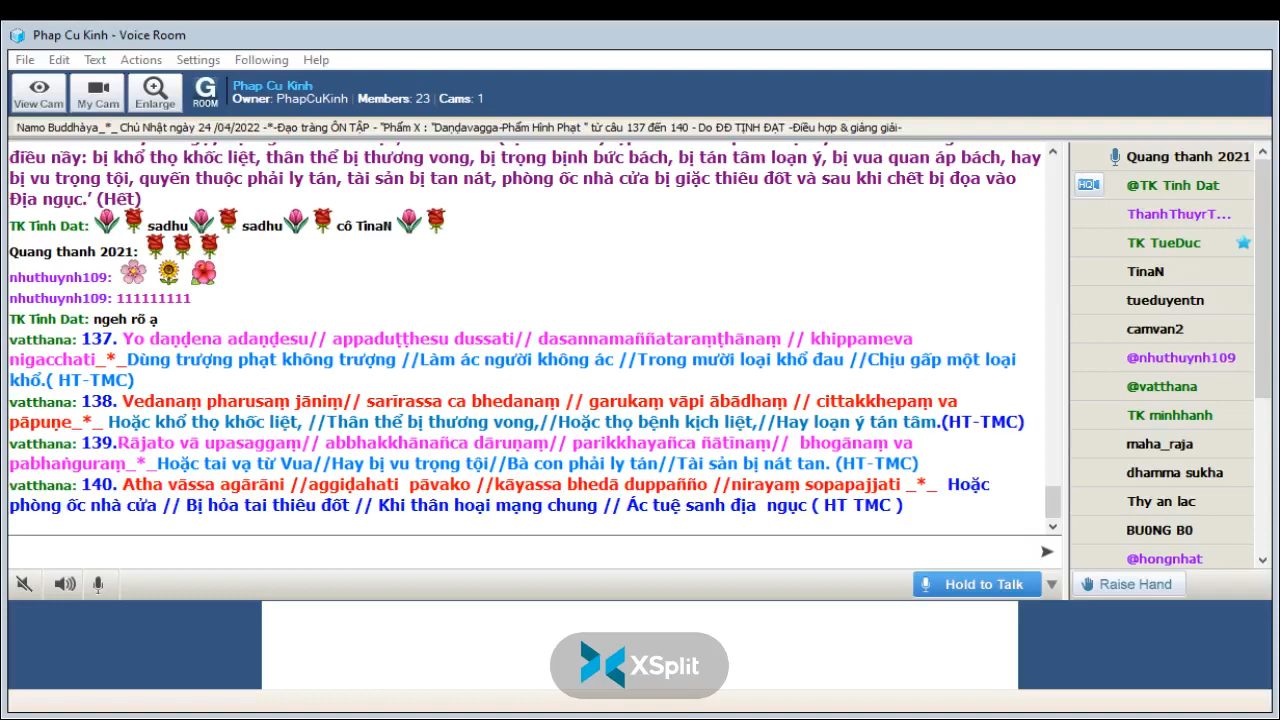 Phap Cu Kinh - Voice Room
File Edit Text Actions Settings Following Help
View Cam
My Cam
Enlarge
G ROOM
Phap Cu Kinh
Owner: PhapCuKinh | Members: 23 | Cams: 1
Namo Buddhàya_*_ Chủ Nhật ngày 24 /04/2022 -*-Đạo tràng ÔN TẬP - "Phẩm X : "Daṇḍavagga-Phẩm Hình Phạt " từ câu 137 đến 140 - Do ĐĐ TỊNH ĐẠT -Điều hợp & giảng giải-
điều nầy: bị khổ thọ khốc liệt, thân thể bị thương vong, bị trọng bịnh bức bách, bị tán tâm loạn ý, bị vua quan áp bách, hay
bị vu trọng tội, quyến thuộc phải ly tán, tài sản bị tan nát, phòng ốc nhà cửa bị giặc thiêu đốt và sau khi chết bị đọa vào
Địa ngục.’ (Hết)
TK Tinh Dat: sadhu sadhu cô TinaN
Quang thanh 2021:
nhuthuynh109:
nhuthuynh109: 111111111
TK Tinh Dat: ngeh rõ ạ
vatthana: 137. Yo daṇḍena adaṇḍesu// appaduṭṭhesu dussati// dasannamaññataraṃṭhānaṃ // khippameva
nigacchati_*_Dùng trượng phạt không trượng //Làm ác người không ác //Trong mười loại khổ đau //Chịu gấp một loại
khổ.( HT-TMC)
vatthana: 138. Vedanaṃ pharusaṃ jāniṃ// sarīrassa ca bhedanaṃ // garukaṃ vāpi ābādhaṃ // cittakkhepaṃ va
pāpuṇe_*_ Hoặc khổ thọ khốc liệt, //Thân thể bị thương vong,//Hoặc thọ bệnh kịch liệt,//Hay loạn ý tán tâm.(HT-TMC)
vatthana: 139.Rājato vā upasaggaṃ// abbhakkhānañca dāruṇaṃ// parikkhayañca ñātīnaṃ// bhogānaṃ va
pabhaṅguraṃ_*_Hoặc tai vạ từ Vua//Hay bị vu trọng tội//Bà con phải ly tán//Tài sản bị nát tan. (HT-TMC)
vatthana: 140. Atha vāssa agārāni //aggiḍahati pāvako //kāyassa bhedā duppañño //nirayaṃ sopapajjati _*_ Hoặc
phòng ốc nhà cửa // Bị hỏa tai thiêu đốt // Khi thân hoại mạng chung // Ác tuệ sanh địa ngục ( HT TMC )
Quang thanh 2021
HQ
@TK Tinh Dat
ThanhThuyrT...
TK TueDuc
TinaN
tueduyentn
camvan2
@nhuthuynh109
@vatthana
TK minhhanh
maha_raja
dhamma sukha
Thy an lac
BU0NG B0
@hongnhat
Hold to Talk
Raise Hand
XSplit